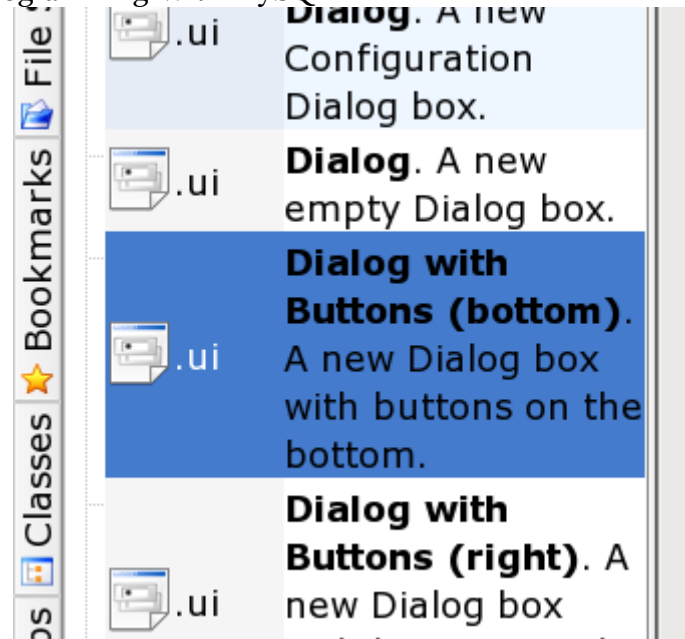 .ui
Dialog. A new
Configuration
Dialog box.
.ui
Dialog. A new
empty Dialog box.
.ui
Dialog with
Buttons (bottom).
A new Dialog box
with buttons on the
bottom.
.ui
Dialog with
Buttons (right). A
new Dialog box
File
Bookmarks
Classes